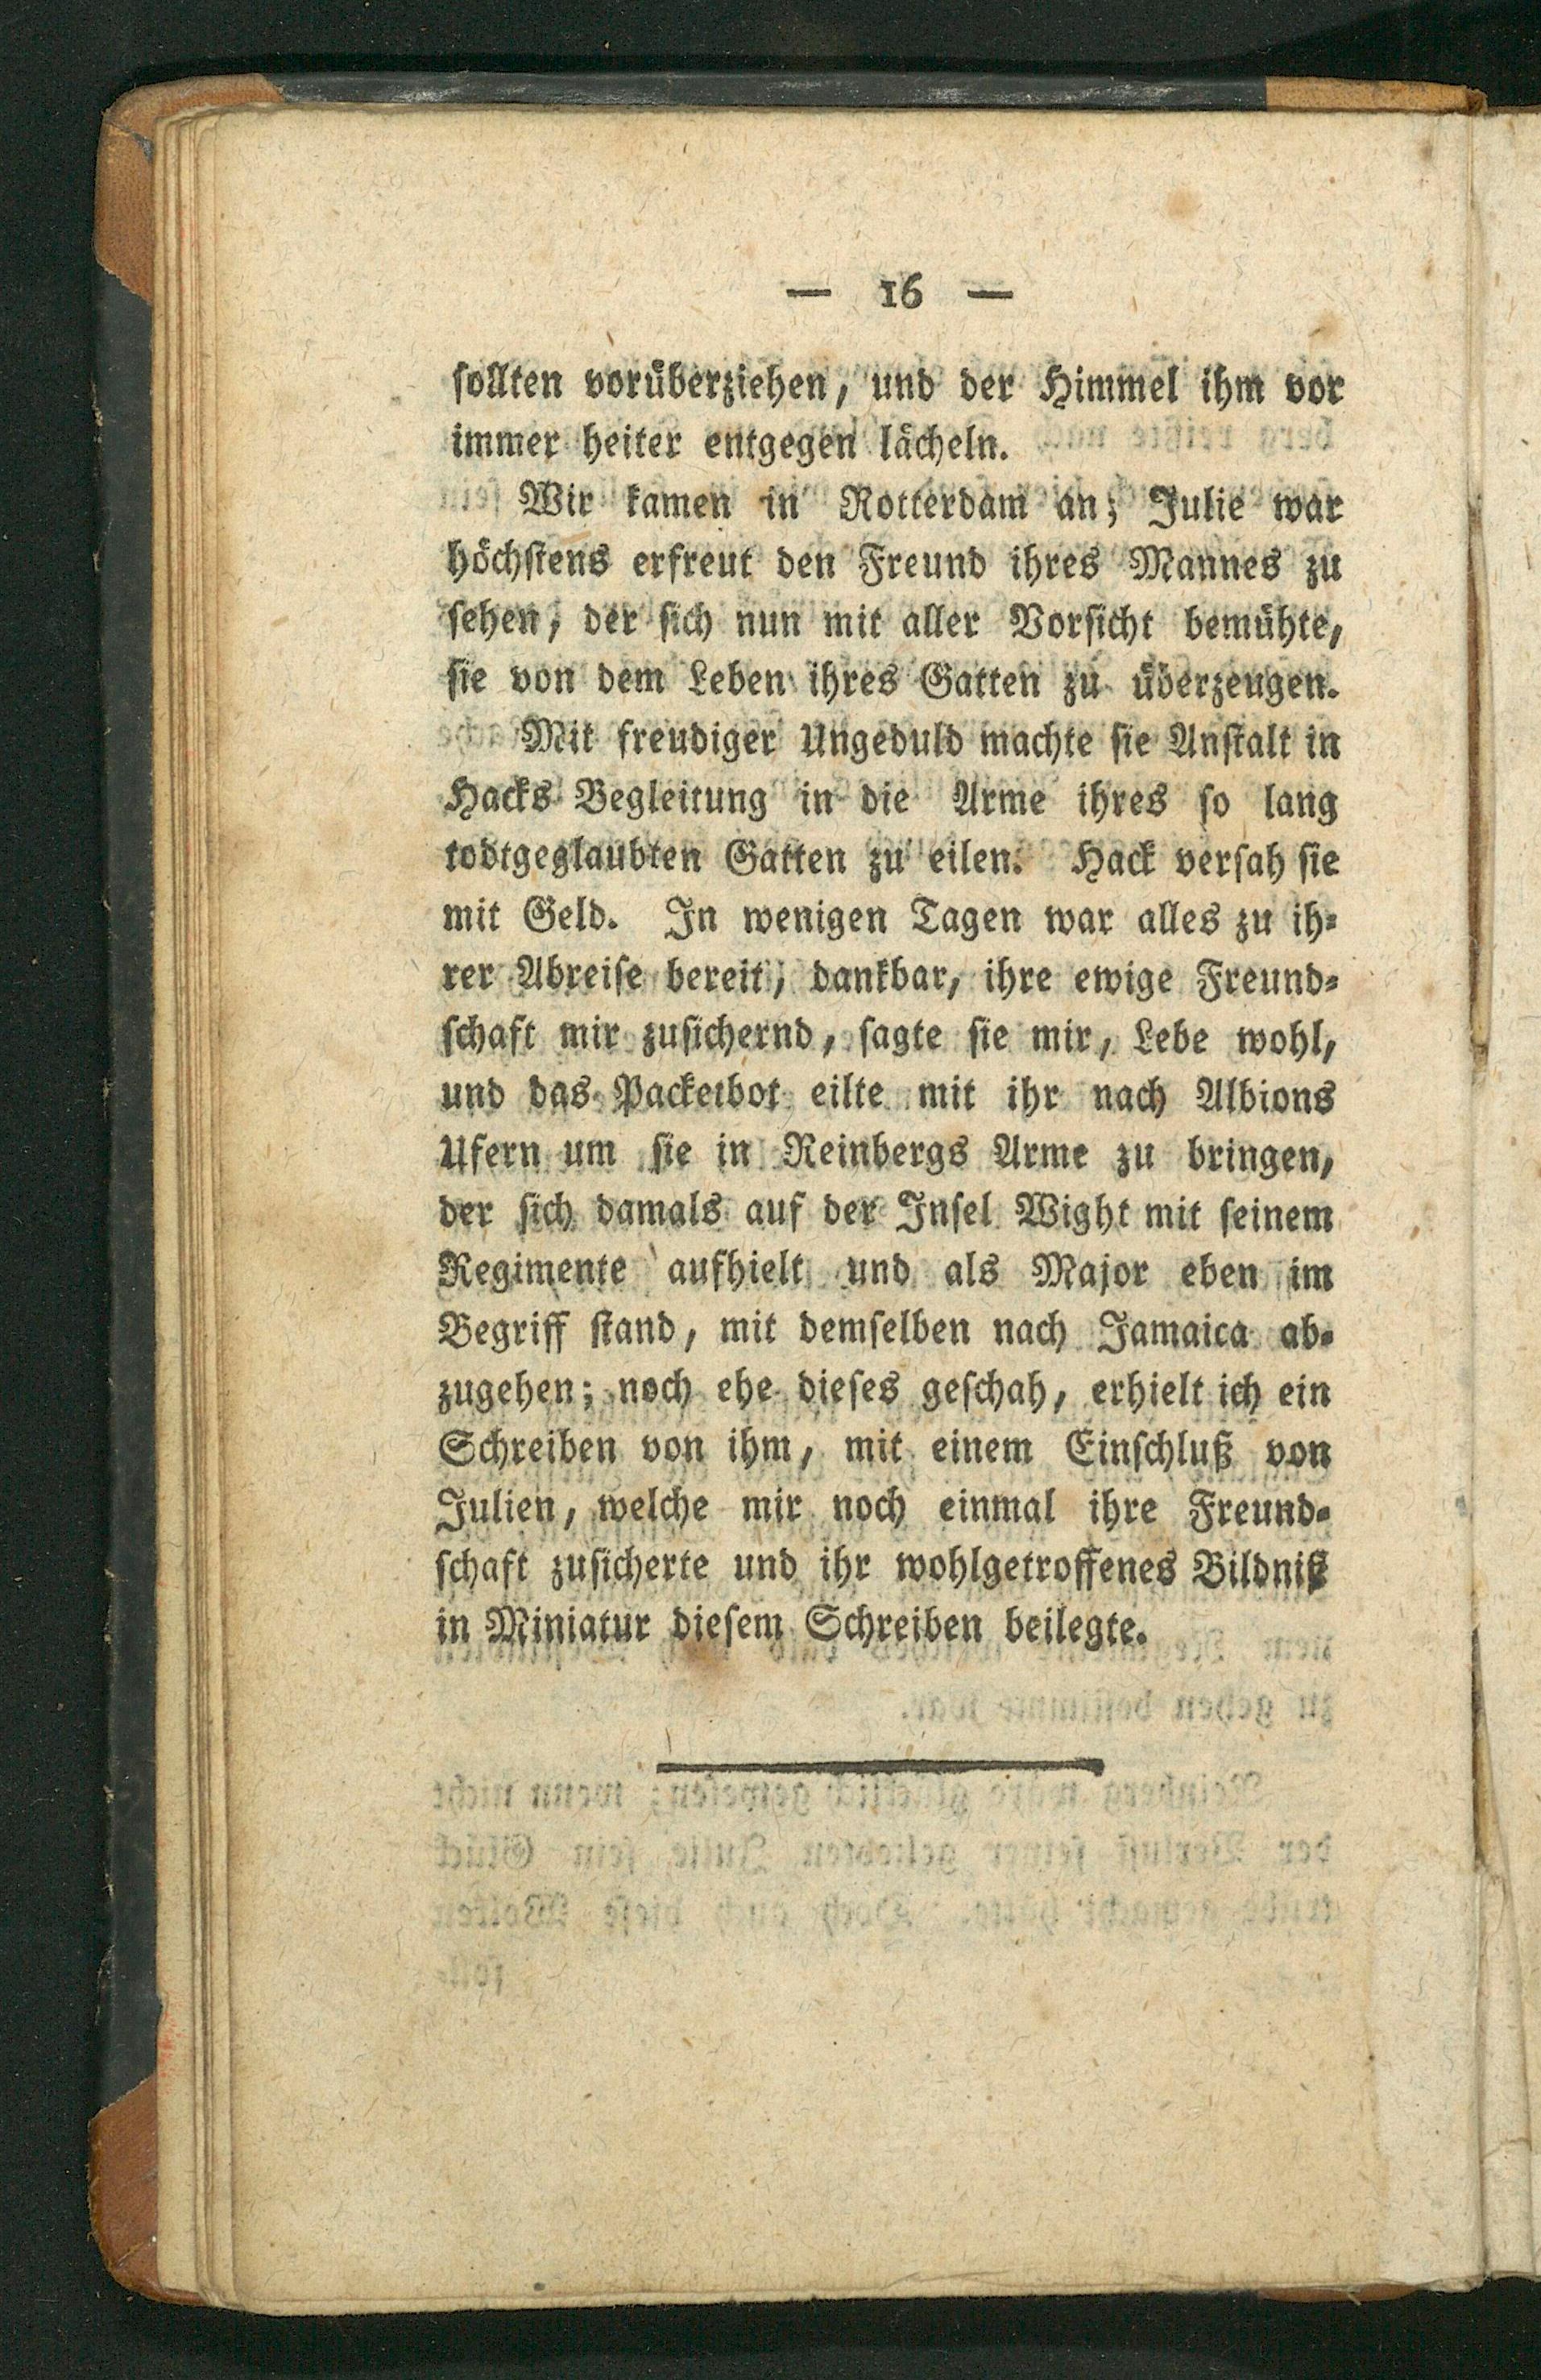 — 16 —
ſollten vorüberziehen, und der Himmel ihm vor
immer heiter entgegen lächeln.
Wir kamen in Rotterdam an; Julie war
höchſtens erfreut den Freund ihres Mannes zu
ſehen, der ſich nun mit aller Vorſicht bemühte,
ſie von dem Leben ihres Gatten zu üderzeugen.
Mit freudiger Ungeduld machte ſie Anſtalt in
Hacks Begleitung in die Arme ihres ſo lang
todtgeglaubten Gatten zu eilen. Hack verſah ſie
mit Geld. In wenigen Tagen war alles zu ih⸗
rer Abreiſe bereit, dankbar, ihre ewige Freund⸗
ſchaft mir zuſichernd, ſagte ſie mir, Lebe wohl,
und das Packetbot eilte mit ihr nach Albions
Ufern um ſie in Reinbergs Arme zu bringen,
der ſich damals auf der Inſel Wight mit ſeinem
Regimente aufhielt und als Major eben im
Begriff ſtand, mit demſelben nach Jamaica ab⸗
zugehen; noch ehe dieſes geſchah, erhielt ich ein
Schreiben von ihm, mit einem Einſchluß von
Julien, welche mir noch einmal ihre Freund⸗
ſchaft zuſicherte und ihr wohlgetroffenes Bildniß
in Miniatur dieſem Schreiben beilegte.